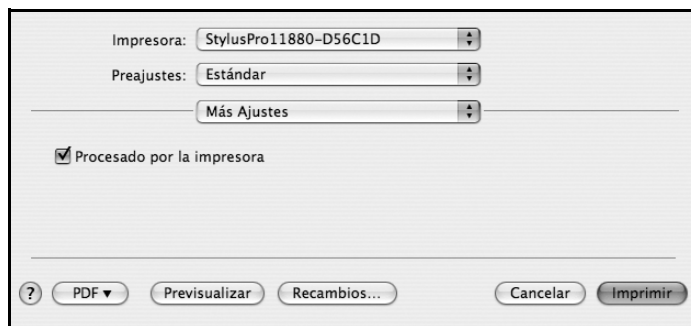 Impresora: StylusPro11880-D56C1D
Preajustes: Estándar
Más Ajustes
Procesado por la impresora
? PDF▼ Previsualizar Recambios... Cancelar Imprimir